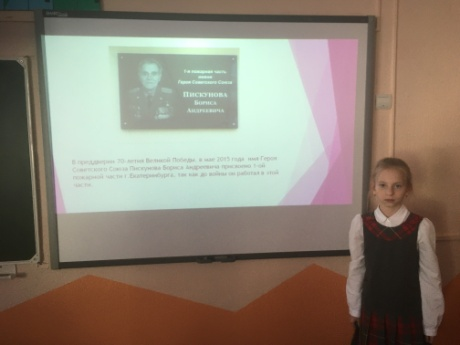 7-я пожарная часть
имени
Героя Советского Союза
ПИСКУНОВА
БОРИСА
АНДРЕЕВИЧА
В преддверии 70-летия Великой Победы, в мае 2015 года имя Героя
Советского Союза Пискунова Бориса Андреевича присвоено 7-ой
пожарной части г. Екатеринбурга, так как до войны он работал в этой
части.